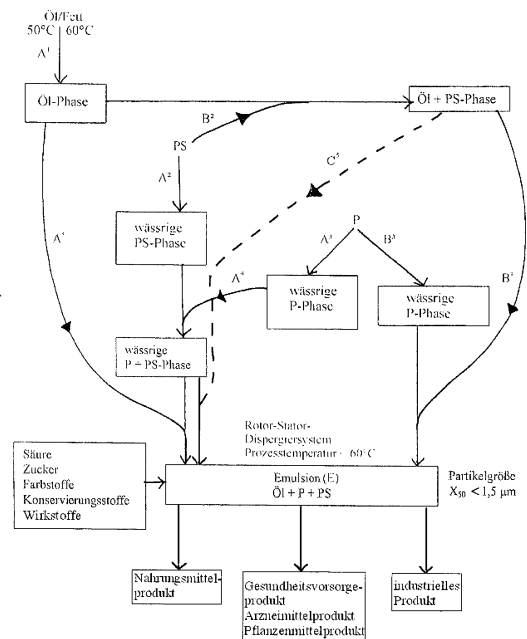 Öl/Fett
50°C 60°C
A¹
Öl-Phase
Öl + PS-Phase
B²
PS
C⁵
A²
P
wässrige
PS-Phase
A³
B³
A⁴
wässrige
P-Phase
wässrige
P-Phase
wässrige
P + PS-Phase
Rotor-Stator-
Dispergiersystem
Prozesstemperatur 60°C
Säure
Zucker
Farbstoffe
Konservierungsstoffe
Wirkstoffe
Emulsion (E)
Öl + P + PS
Partikelgröße
X₅₀ < 1,5 µm
Nahrungsmittel-
produkt
Gesundheitsvorsorge-
produkt
Arzneimittelprodukt
Pflanzenmittelprodukt
industrielles
Produkt